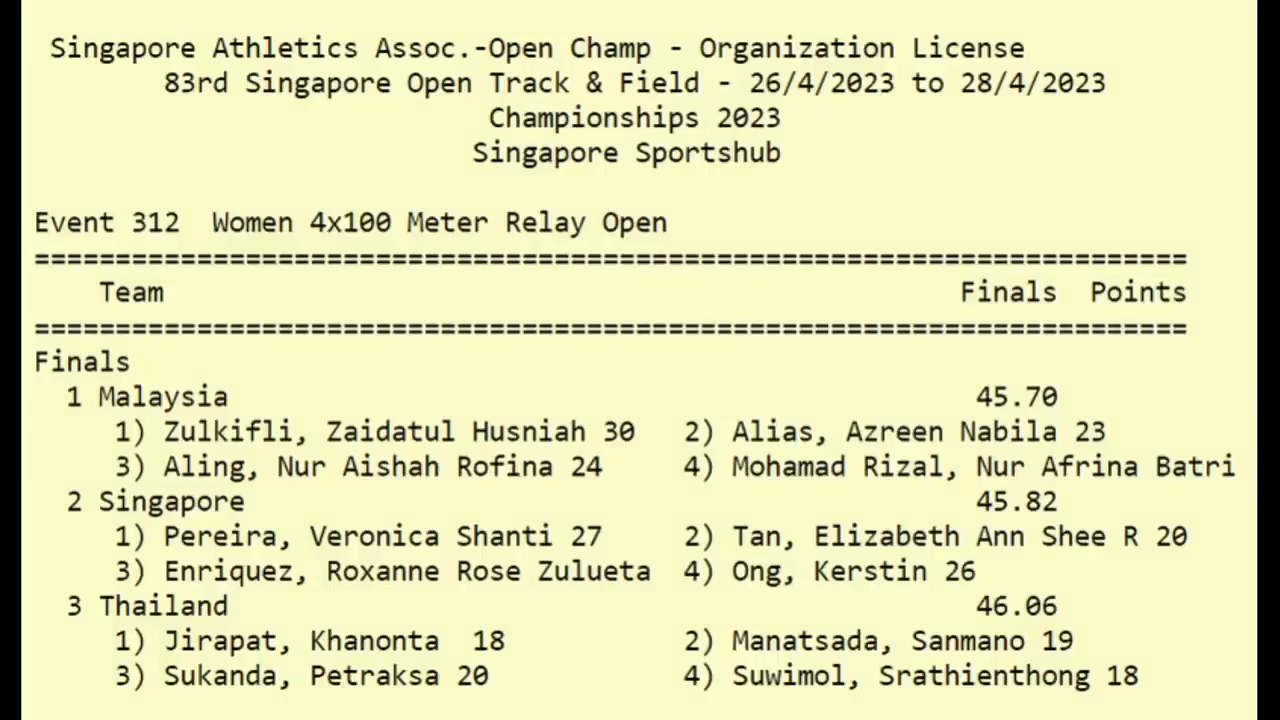 Singapore Athletics Assoc.-Open Champ - Organization License
83rd Singapore Open Track & Field - 26/4/2023 to 28/4/2023
Championships 2023
Singapore Sportshub
Event 312  Women 4x100 Meter Relay Open
=======================================================================
Team Finals Points
=======================================================================
Finals
1 Malaysia 45.70
1) Zulkifli, Zaidatul Husniah 30 2) Alias, Azreen Nabila 23
3) Aling, Nur Aishah Rofina 24 4) Mohamad Rizal, Nur Afrina Batri
2 Singapore 45.82
1) Pereira, Veronica Shanti 27 2) Tan, Elizabeth Ann Shee R 20
3) Enriquez, Roxanne Rose Zulueta 4) Ong, Kerstin 26
3 Thailand 46.06
1) Jirapat, Khanonta  18 2) Manatsada, Sanmano 19
3) Sukanda, Petraksa 20 4) Suwimol, Srathienthong 18